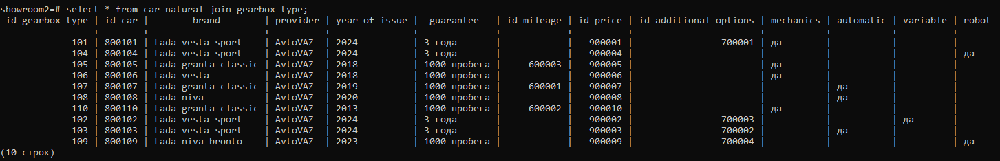 showroom2=# select * from car natural join gearbox_type;
 id_gearbox_type | id_car |       brand        | provider | year_of_issue |  guarantee   | id_mileage | id_price | id_additional_options | mechanics | automatic | variable | robot
-----------------+--------+--------------------+----------+---------------+--------------+------------+----------+-----------------------+-----------+-----------+----------+-------
             101 | 800101 | Lada vesta sport   | AvtoVAZ  | 2024          | 3 года       |            |   900001 |                700001 | да        |           |          |
             104 | 800104 | Lada vesta sport   | AvtoVAZ  | 2024          | 3 года       |            |   900004 |                       |           |           |          | да
             105 | 800105 | Lada granta classic | AvtoVAZ  | 2018          | 1000 пробега |     600003 |   900005 |                       | да        |           |          |
             106 | 800106 | Lada vesta         | AvtoVAZ  | 2018          | 1000 пробега |            |   900006 |                       | да        |           |          |
             107 | 800107 | Lada granta classic | AvtoVAZ  | 2019          | 1000 пробега |     600001 |   900007 |                       |           | да        |          |
             108 | 800108 | Lada niva          | AvtoVAZ  | 2020          | 1000 пробега |            |   900008 |                       |           | да        |          |
             110 | 800110 | Lada granta classic | AvtoVAZ  | 2013          | 1000 пробега |     600002 |   900010 |                       | да        |           |          |
             102 | 800102 | Lada vesta sport   | AvtoVAZ  | 2024          | 3 года       |            |   900002 |                700003 |           |           | да       |
             103 | 800103 | Lada vesta sport   | AvtoVAZ  | 2024          | 3 года       |            |   900003 |                700002 |           | да        |          |
             109 | 800109 | Lada niva bronto   | AvtoVAZ  | 2023          | 1000 пробега |            |   900009 |                700004 |           |           |          | да
(10 строк)